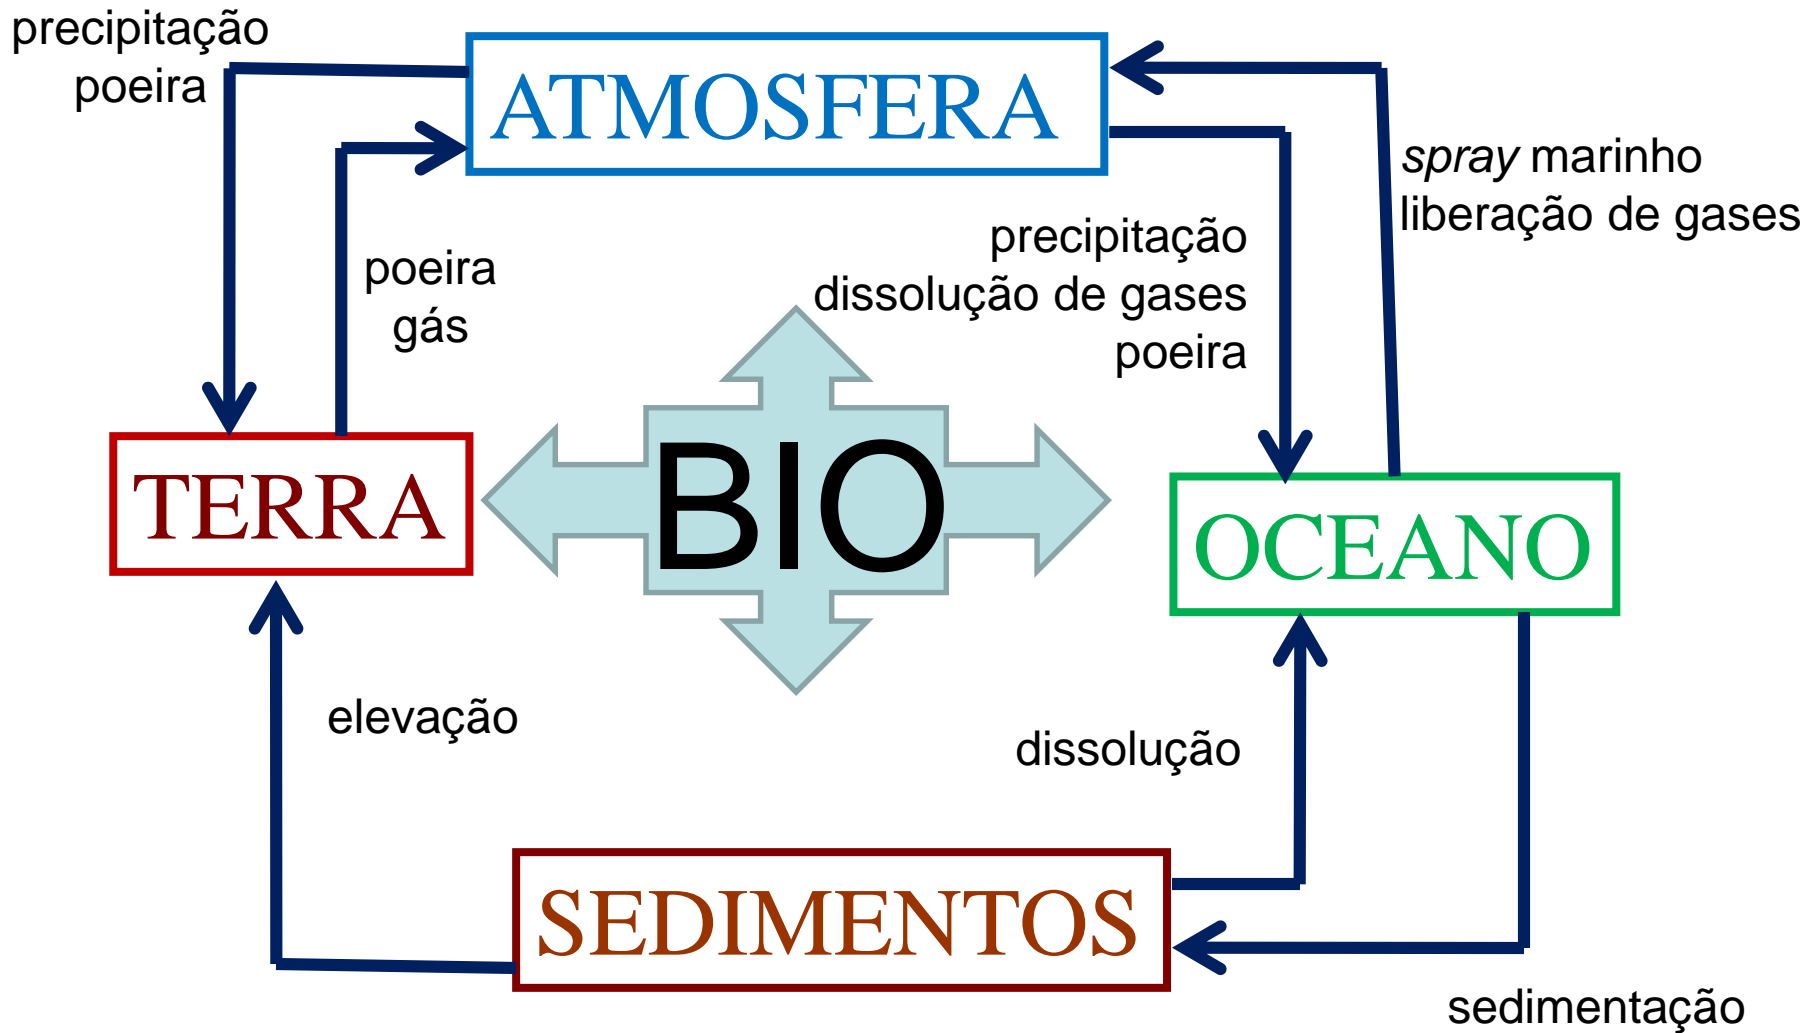 precipitação
poeira
ATMOSFERA
spray marinho
liberação de gases
poeira
gás
precipitação
dissolução de gases
poeira
TERRA
BIO
OCEANO
elevação
dissolução
SEDIMENTOS
sedimentação